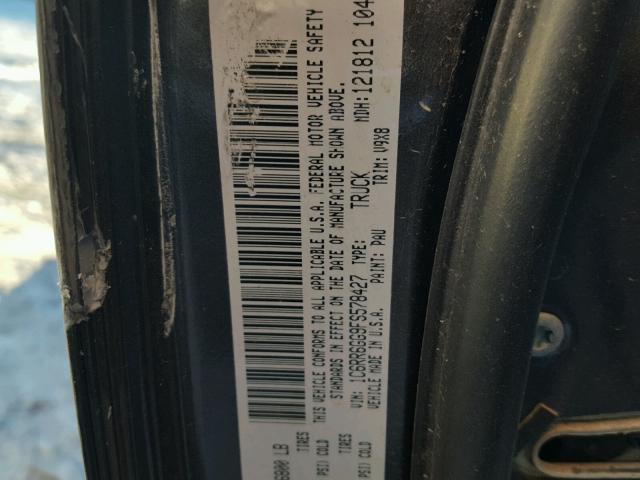 6800 LB
TIRES
TIRES
PSI/ COLD
PSI/ COLD
THIS VEHICLE CONFORMS TO ALL APPLICABLE U.S.A. FEDERAL MOTOR VEHICLE SAFETY
STANDARDS IN EFFECT ON THE DATE OF MANUFACTURE SHOWN ABOVE.
VIN: 1C6RR6GG9FS578427 TYPE: TRUCK MDH: 121812 104
VEHICLE MADE IN U.S.A. PAINT: PAU TRIM: V9X8